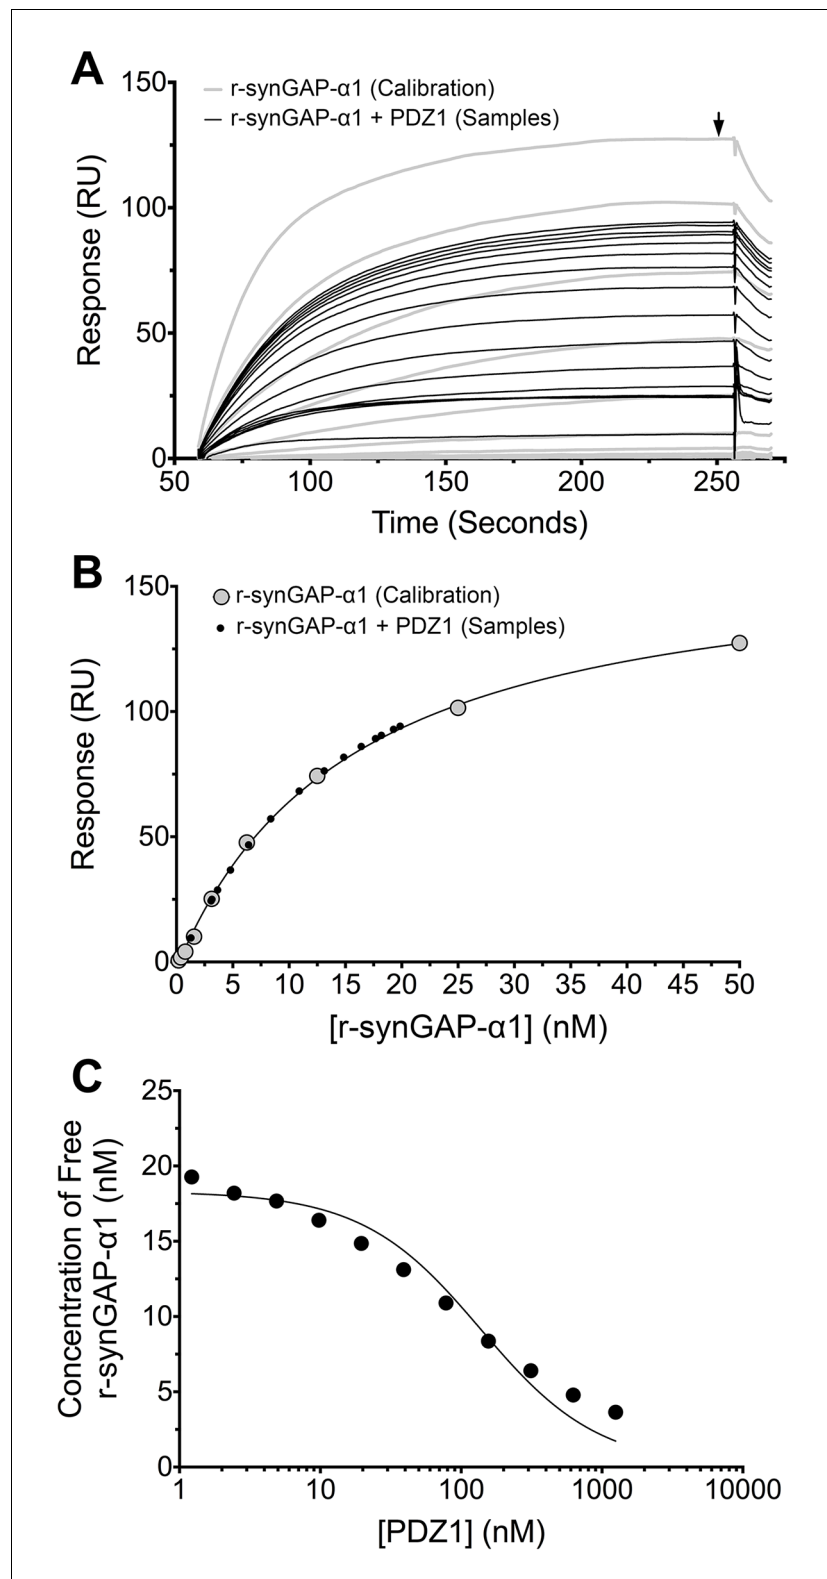 A
150
100
50
0
r-synGAP-α1 (Calibration)
r-synGAP-α1 + PDZ1 (Samples)
Response (RU)
50 100 150 200 250
Time (Seconds)
B
150
100
50
0
r-synGAP-α1 (Calibration)
r-synGAP-α1 + PDZ1 (Samples)
Response (RU)
0 5 10 15 20 25 30 35 40 45 50
[r-synGAP-α1] (nM)
C
25
20
15
10
5
0
Concentration of Free
r-synGAP-α1 (nM)
1 10 100 1000 10000
[PDZ1] (nM)